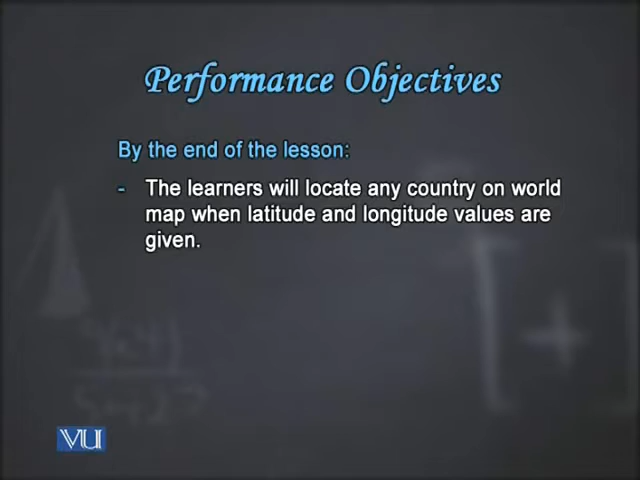 Performance Objectives
By the end of the lesson:
- The learners will locate any country on world
map when latitude and longitude values are
given.
VU